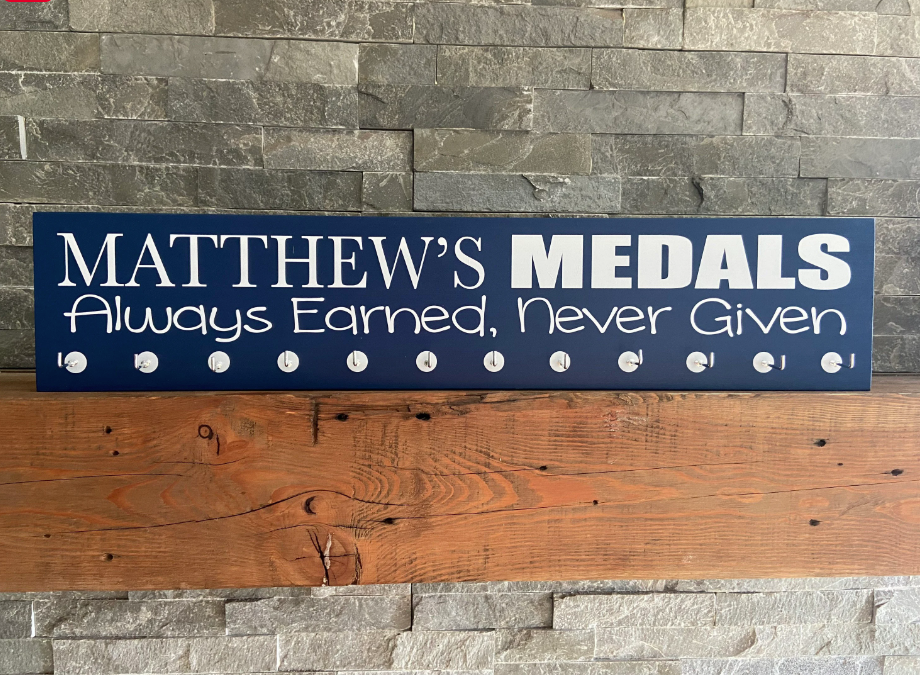 MATTHEW'S MEDALS
Always Earned, Never Given